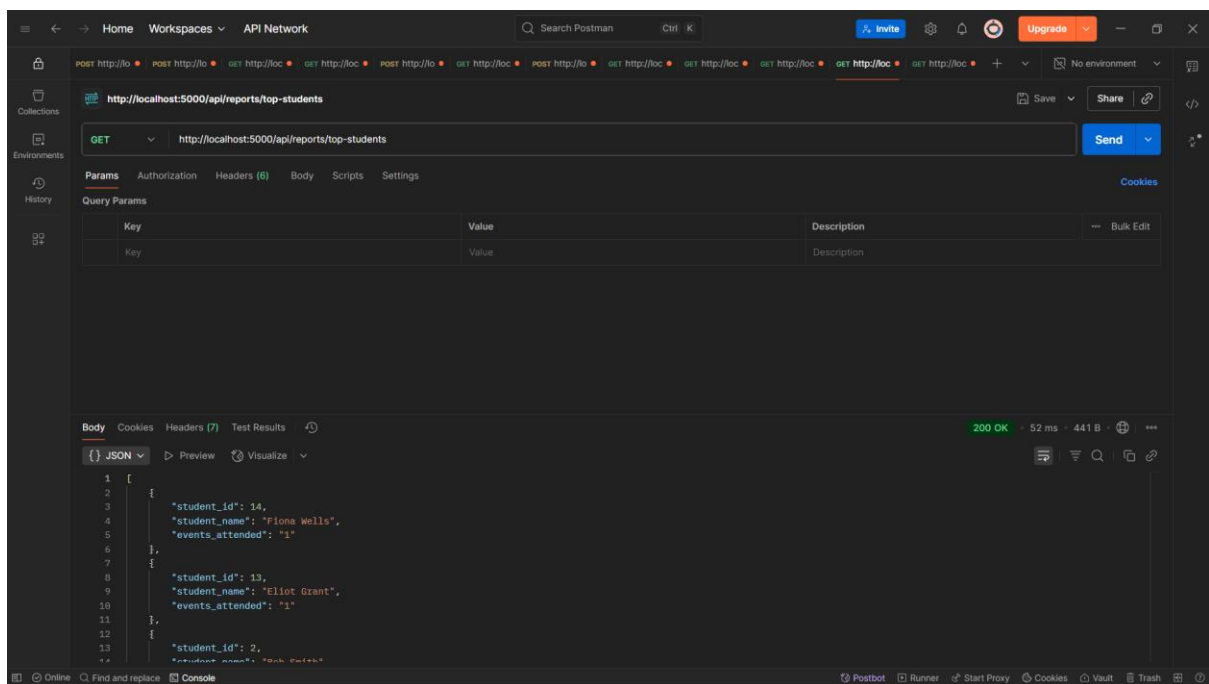 Home Workspaces API Network Search Postman Ctrl K Invite Upgrade
POST http://lo POST http://lo GET http://loc GET http://loc POST http://lo GET http://loc POST http://lo GET http://loc GET http://loc GET http://loc GET http://loc GET http://loc No environment
HTTP http://localhost:5000/api/reports/top-students Save Share
Collections
GET http://localhost:5000/api/reports/top-students Send
Environments
Params Authorization Headers (6) Body Scripts Settings Cookies
History
Query Params
Key Value Description Bulk Edit
Key Value Description
Body Cookies Headers (7) Test Results 200 OK 52 ms 441 B
{} JSON Preview Visualize
1 [
2 {
3 "student_id": 14,
4 "student_name": "Fiona Wells",
5 "events_attended": "1"
6 },
7 {
8 "student_id": 13,
9 "student_name": "Eliot Grant",
10 "events_attended": "1"
11 },
12 {
13 "student_id": 2,
14 "student_name": "Bob Smith"
Online Find and replace Console Postbot Runner Start Proxy Cookies Vault Trash